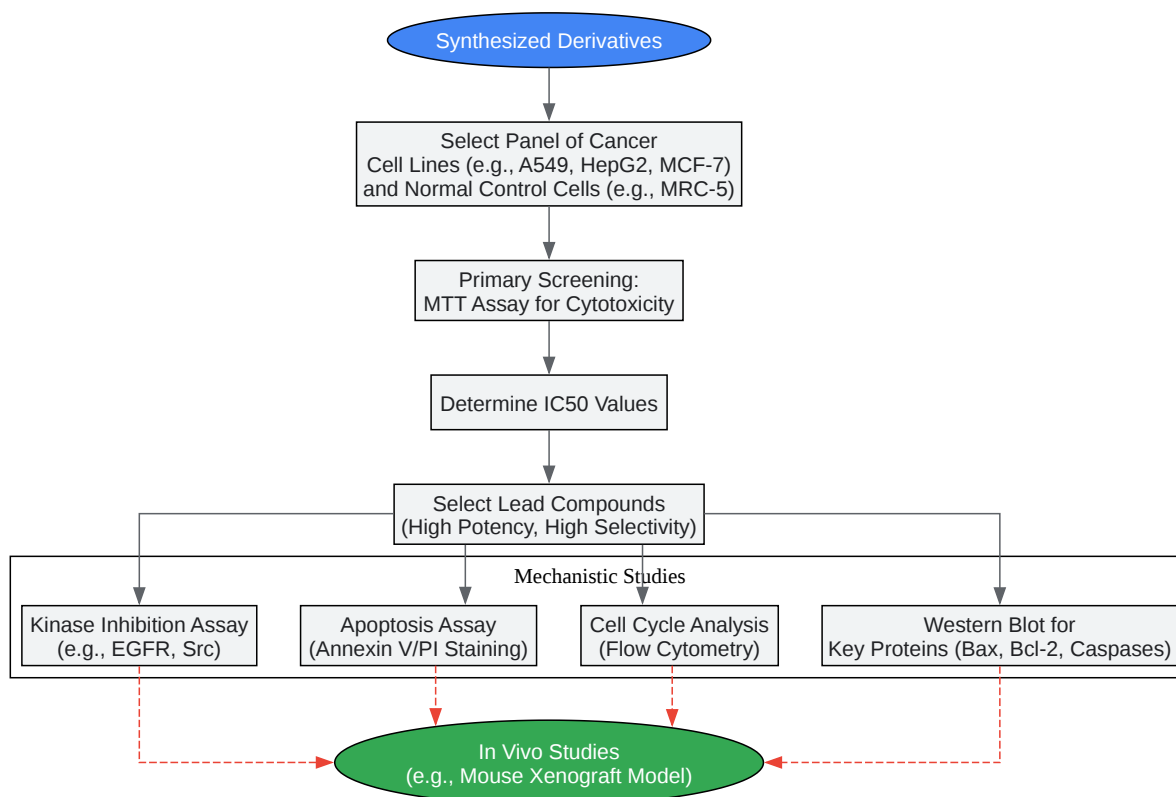 Synthesized Derivatives
Select Panel of Cancer
Cell Lines (e.g., A549, HepG2, MCF-7)
and Normal Control Cells (e.g., MRC-5)
Primary Screening:
MTT Assay for Cytotoxicity
Determine IC50 Values
Select Lead Compounds
(High Potency, High Selectivity)
Mechanistic Studies
Kinase Inhibition Assay
(e.g., EGFR, Src)
Apoptosis Assay
(Annexin V/PI Staining)
Cell Cycle Analysis
(Flow Cytometry)
Western Blot for
Key Proteins (Bax, Bcl-2, Caspases)
In Vivo Studies
(e.g., Mouse Xenograft Model)